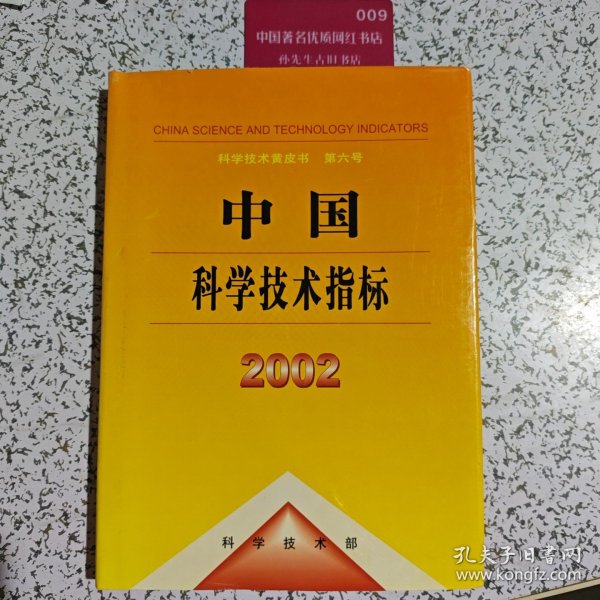 009
中国著名优质网红书店
孙先生古旧书店
CHINA SCIENCE AND TECHNOLOGY INDICATORS
科学技术黄皮书 第六号
中国
科学技术指标
2002
科学技术部
孔夫子旧书网
www.kongfz.com